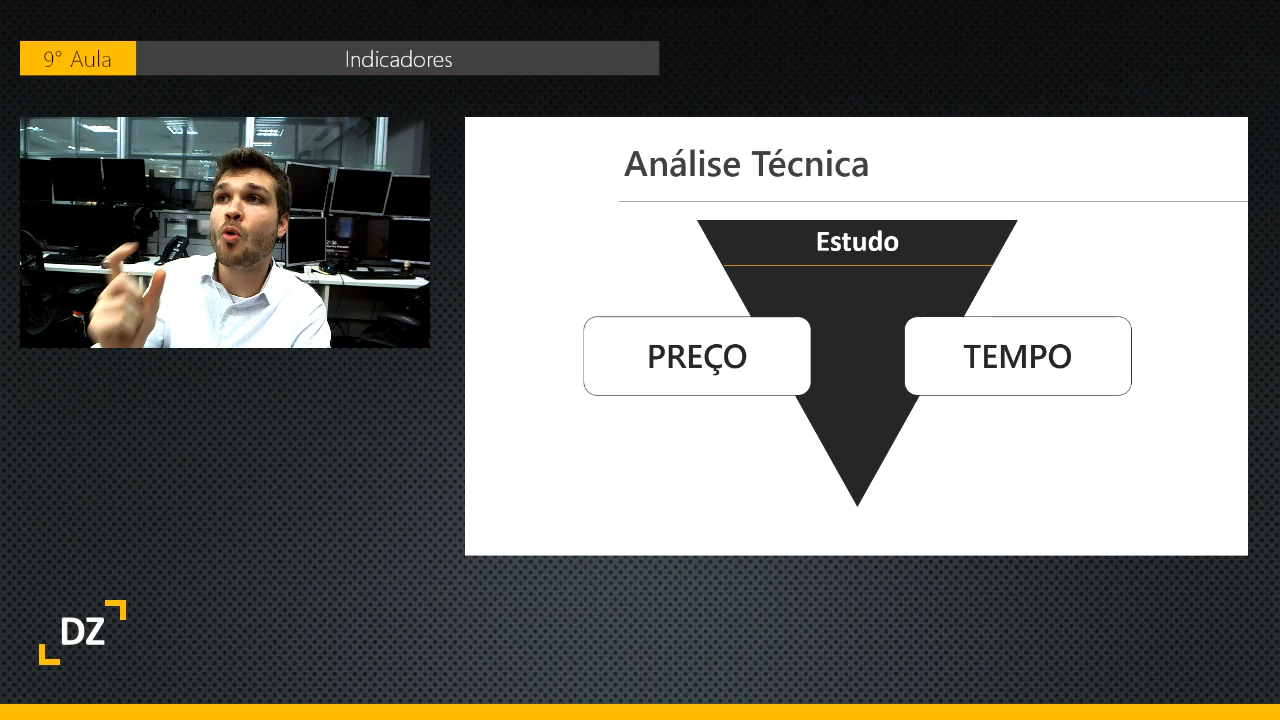 9° Aula
Indicadores
Análise Técnica
Estudo
PREÇO
TEMPO
DZ